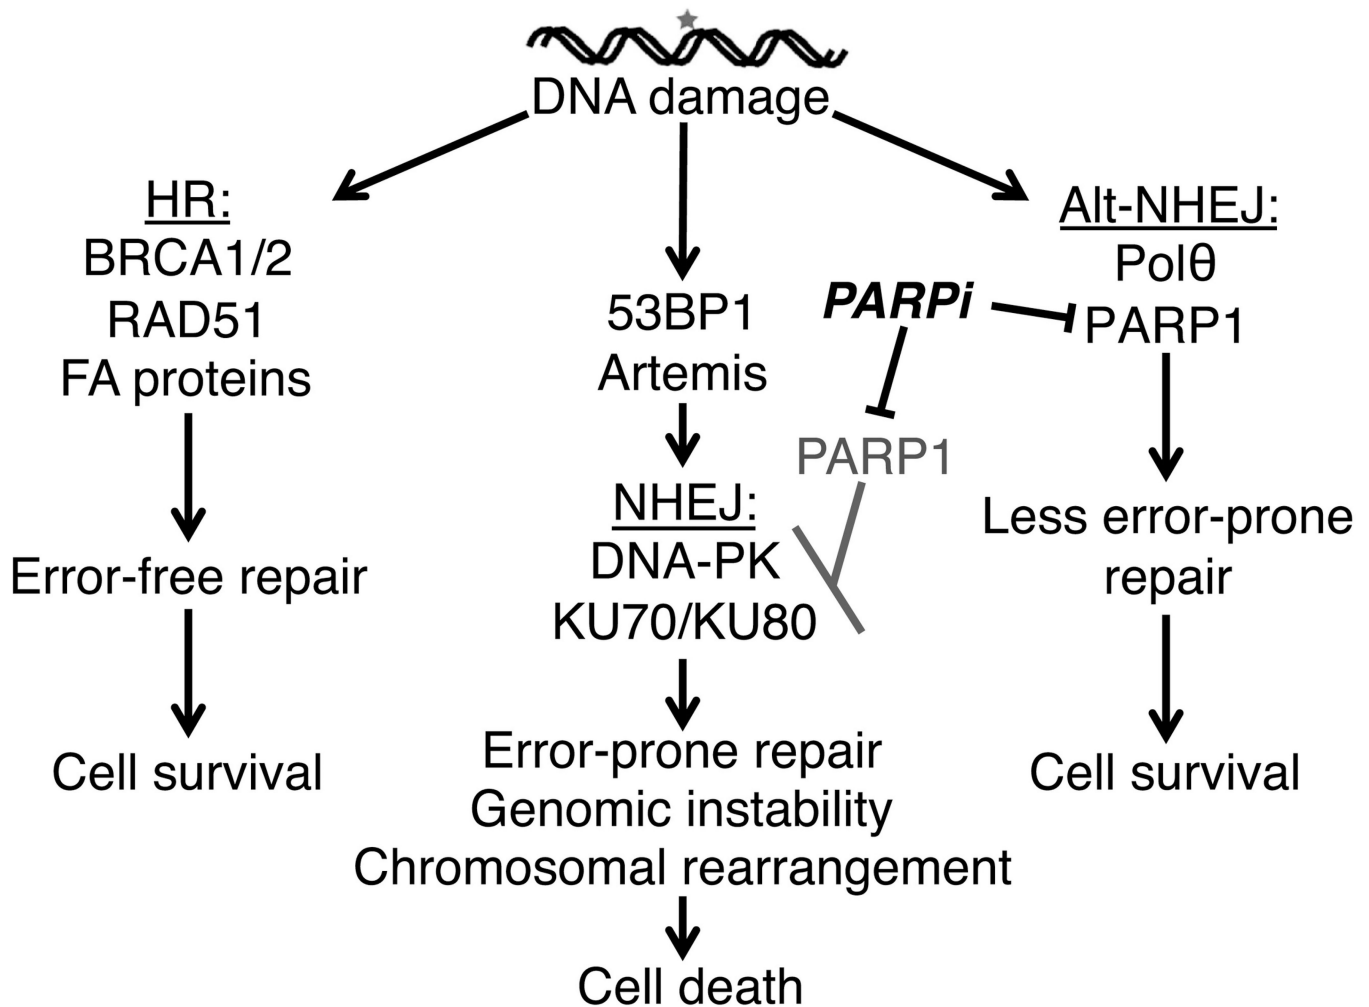 DNA damage
HR:
BRCA1/2
RAD51
FA proteins
Error-free repair
Cell survival
53BP1
Artemis
NHEJ:
DNA-PK
KU70/KU80
Error-prone repair
Genomic instability
Chromosomal rearrangement
Cell death
PARPi
PARP1
Alt-NHEJ:
Polθ
PARP1
Less error-prone
repair
Cell survival